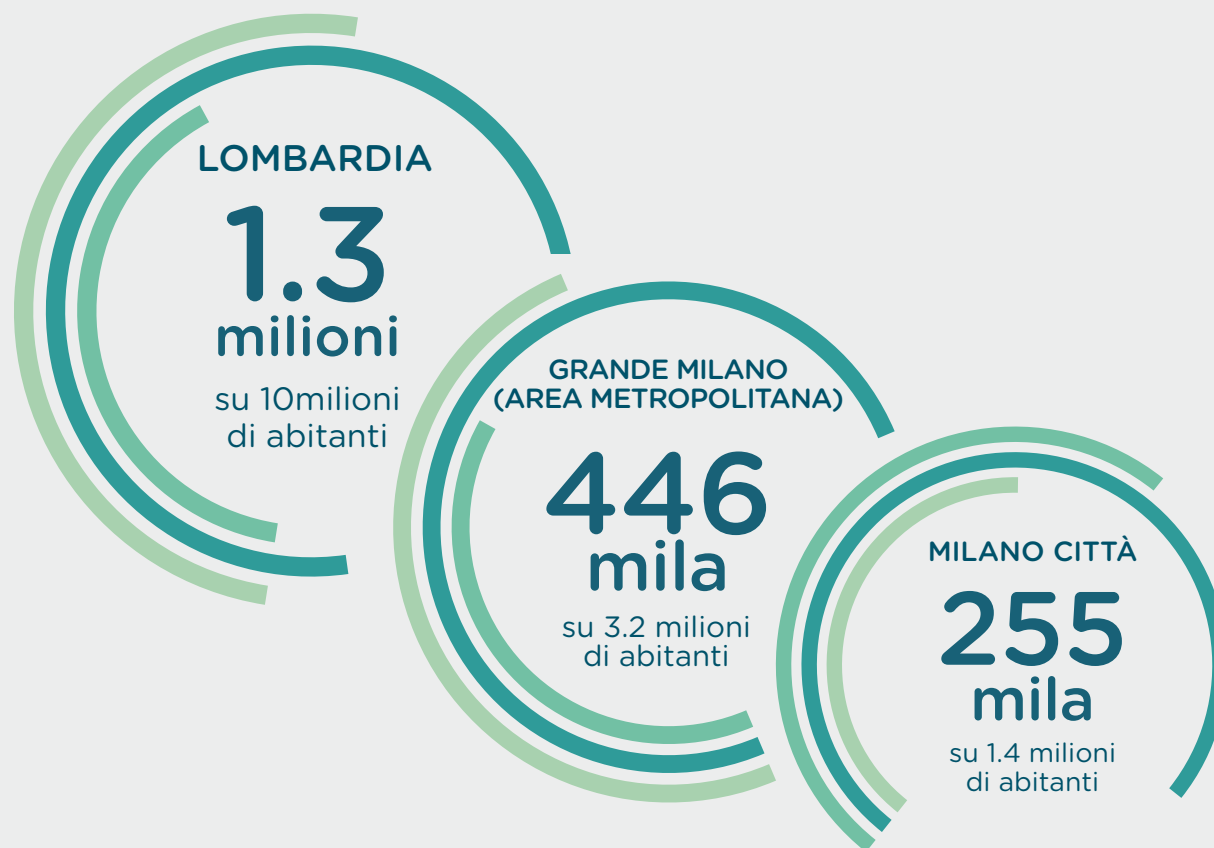 LOMBARDIA
1.3
milioni
su 10milioni
di abitanti
GRANDE MILANO
(AREA METROPOLITANA)
446
mila
su 3.2 milioni
di abitanti
MILANO CITTÀ
255
mila
su 1.4 milioni
di abitanti